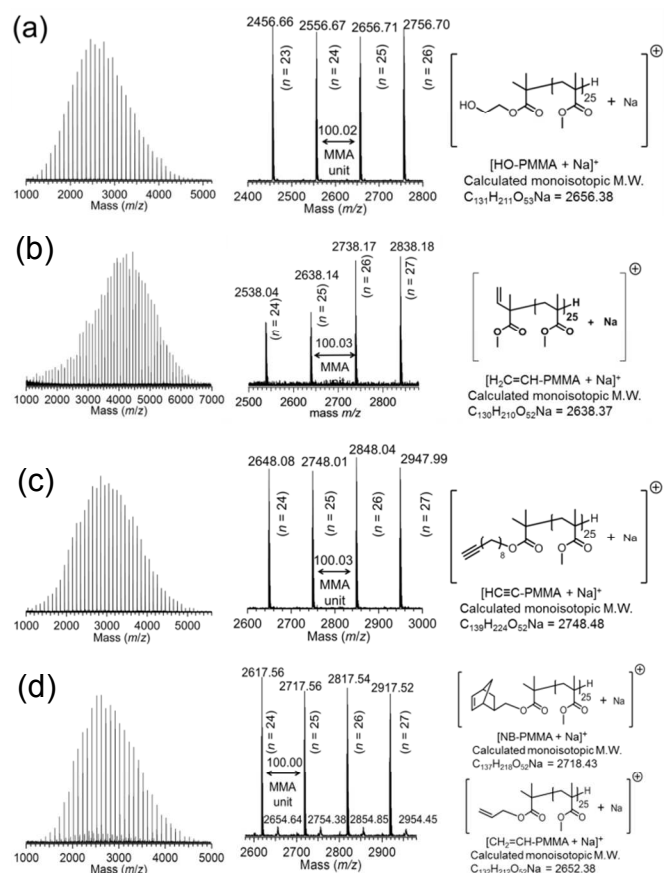 (a)
1000 2000 3000 4000 5000
Mass (m/z)
2456.66 2556.67 2656.71 2756.70
(n = 23) (n = 24) (n = 25) (n = 26)
100.02
MMA
unit
2400 2500 2600 2700 2800
Mass (m/z)
HO O O O O H 25 + Na ⊕
[HO-PMMA + Na]⁺
Calculated monoisotopic M.W.
C₁₃₁H₂₁₁O₅₃Na = 2656.38
(b)
1000 2000 3000 4000 5000 6000 7000
Mass (m/z)
2538.04 2638.14 2738.17 2838.18
(n = 24) (n = 25) (n = 26) (n = 27)
100.03
MMA
2500 2600 2700 2800
mass m/z
O O O O H 25 + Na ⊕
[H₂C=CH-PMMA + Na]⁺
Calculated monoisotopic M.W.
C₁₃₀H₂₁₀O₅₂Na = 2638.37
(c)
1000 2000 3000 4000 5000
Mass (m/z)
2648.08 2748.01 2848.04 2947.99
(n = 24) (n = 25) (n = 26) (n = 27)
100.03
MMA
unit
2600 2700 2800 2900 3000
Mass (m/z)
8 O O O O H 25 + Na ⊕
[HC≡C-PMMA + Na]⁺
Calculated monoisotopic M.W.
C₁₃₉H₂₂₄O₅₂Na = 2748.48
(d)
1000 2000 3000 4000 5000
Mass (m/z)
2617.56 2717.56 2817.54 2917.52
(n = 24) (n = 25) (n = 26) (n = 27)
100.00
MMA
unit
2654.64 2754.38 2854.85 2954.45
2600 2700 2800 2900
Mass (m/z)
O O O O H 25 + Na ⊕
[NB-PMMA + Na]⁺
Calculated monoisotopic M.W.
C₁₃₇H₂₁₈O₅₂Na = 2718.43
O O O O H 25 + Na ⊕
[CH₂=CH-PMMA + Na]⁺
Calculated monoisotopic M.W.
C₁₃₂H₂₁₂O₅₂Na = 2652.38